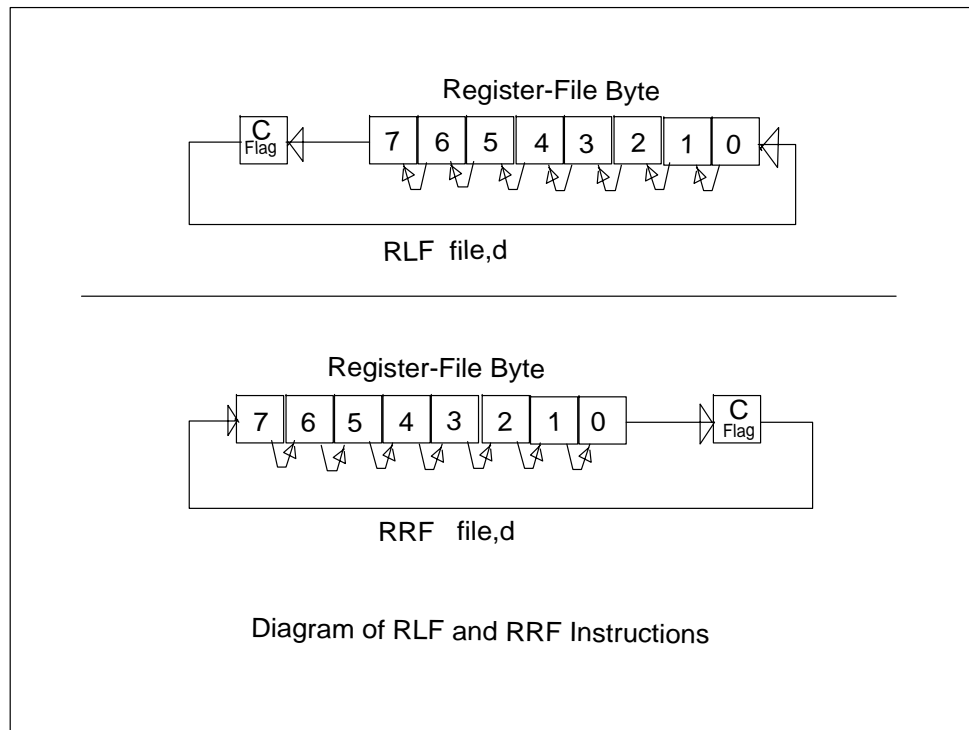 Register-File Byte
C
Flag
7 6 5 4 3 2 1 0
RLF file,d
Register-File Byte
7 6 5 4 3 2 1 0
C
Flag
RRF file,d
Diagram of RLF and RRF Instructions